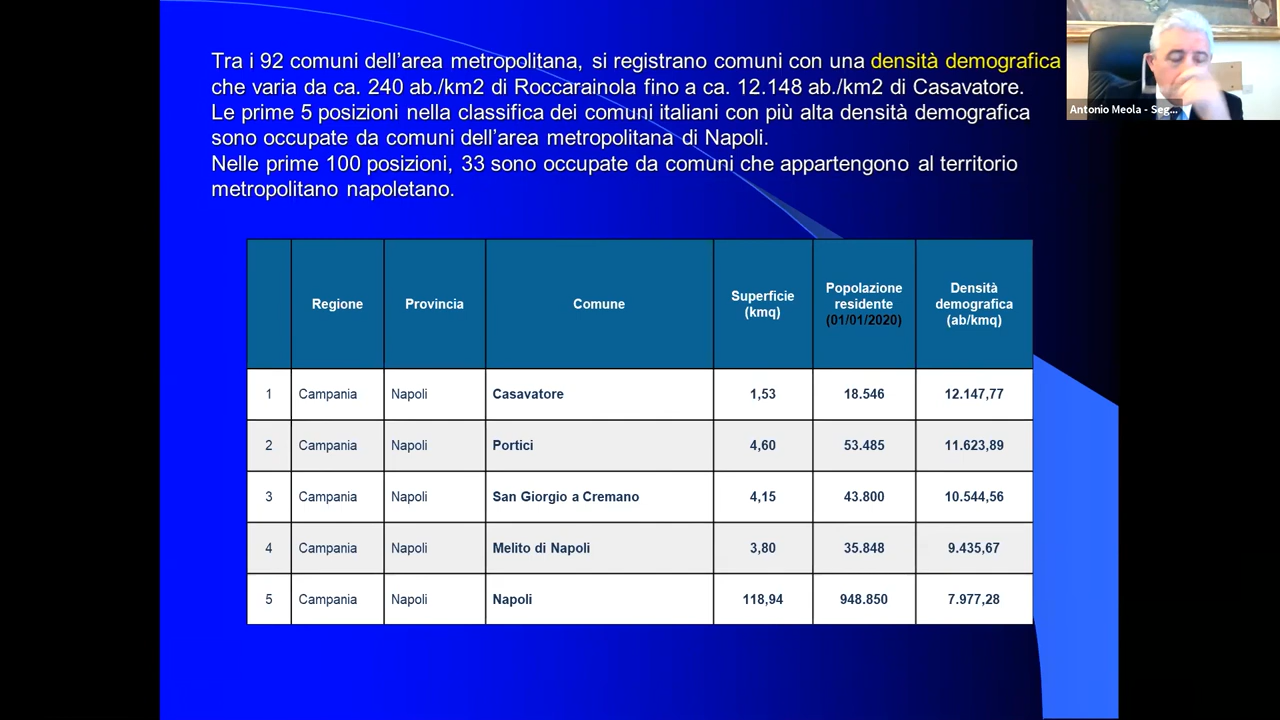 Tra i 92 comuni dell'area metropolitana, si registrano comuni con una densità demografica
che varia da ca. 240 ab./km2 di Roccarainola fino a ca. 12.148 ab./km2 di Casavatore.
Le prime 5 posizioni nella classifica dei comuni italiani con più alta densità demografica
sono occupate da comuni dell'area metropolitana di Napoli.
Nelle prime 100 posizioni, 33 sono occupate da comuni che appartengono al territorio
metropolitano napoletano.
Antonio Meola - Seg...
Regione Provincia Comune Superficie (kmq) Popolazione residente (01/01/2020) Densità demografica (ab/kmq)
1 Campania Napoli Casavatore 1,53 18.546 12.147,77
2 Campania Napoli Portici 4,60 53.485 11.623,89
3 Campania Napoli San Giorgio a Cremano 4,15 43.800 10.544,56
4 Campania Napoli Melito di Napoli 3,80 35.848 9.435,67
5 Campania Napoli Napoli 118,94 948.850 7.977,28